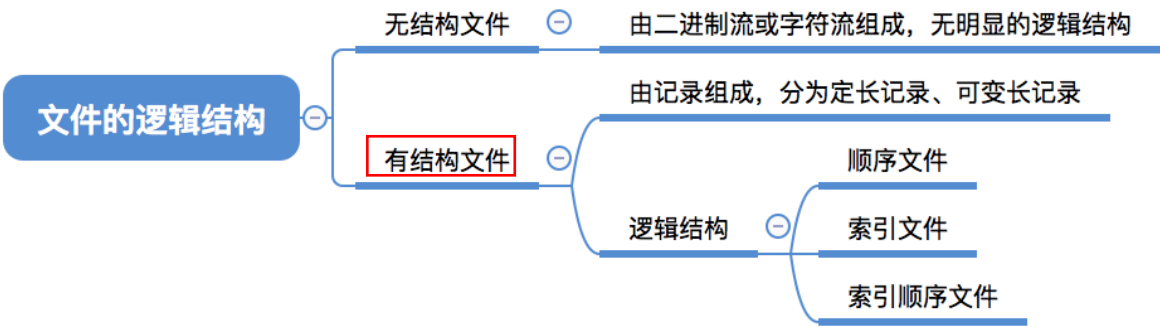 无结构文件
由二进制流或字符流组成，无明显的逻辑结构
文件的逻辑结构
由记录组成，分为定长记录、可变长记录
有结构文件
顺序文件
逻辑结构
索引文件
索引顺序文件